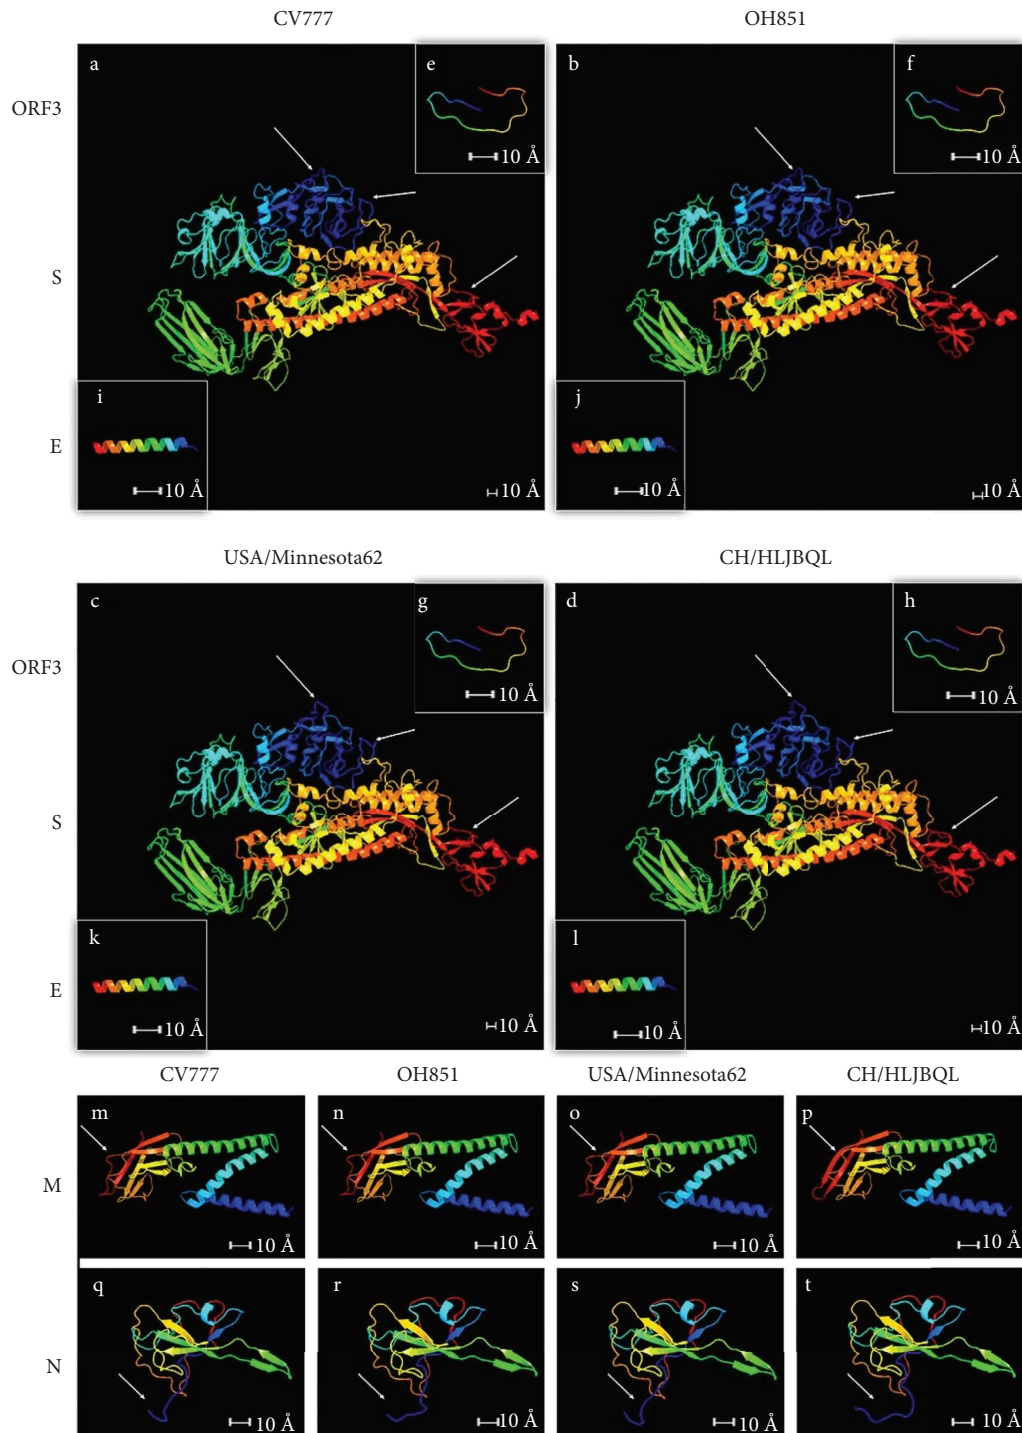 CV777 OH851
a e b f
ORF3
10 Å 10 Å
S
i j
E
10 Å 10 Å 10 Å 10 Å
USA/Minnesota62 CH/HLJBQL
c g d h
ORF3
10 Å 10 Å
S
k l
E
10 Å 10 Å 10 Å 10 Å
CV777 OH851 USA/Minnesota62 CH/HLJBQL
m n o p
M
10 Å 10 Å 10 Å 10 Å
q r s t
N
10 Å 10 Å 10 Å 10 Å